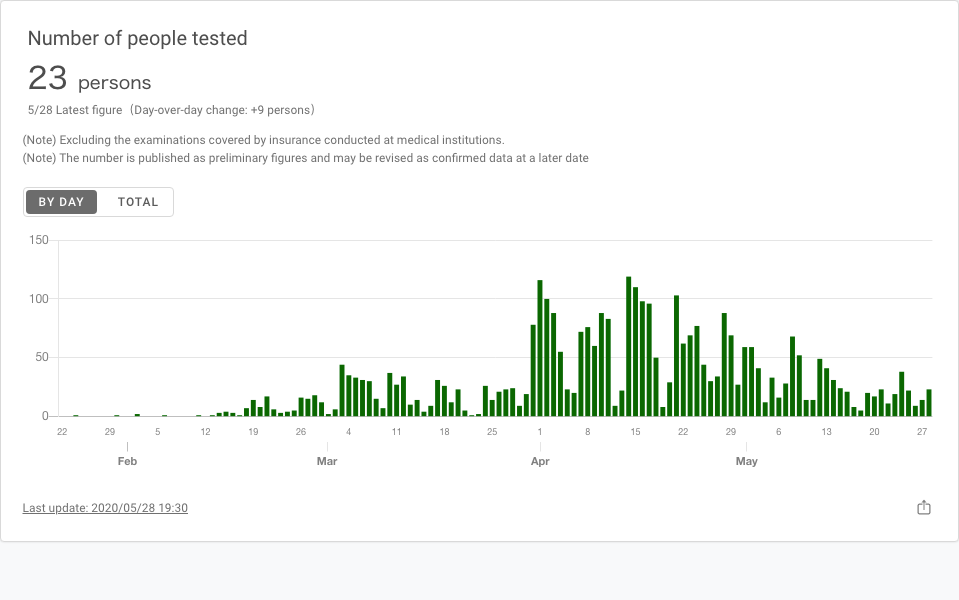 Number of people tested
23 persons
5/28 Latest figure（Day-over-day change: +9 persons）
(Note) Excluding the examinations covered by insurance conducted at medical institutions.
(Note) The number is published as preliminary figures and may be revised as confirmed data at a later date
BY DAY TOTAL
150
100
50
0
22 29 5 12 19 26 4 11 18 25 1 8 15 22 29 6 13 20 27
Feb Mar Apr May
Last update: 2020/05/28 19:30